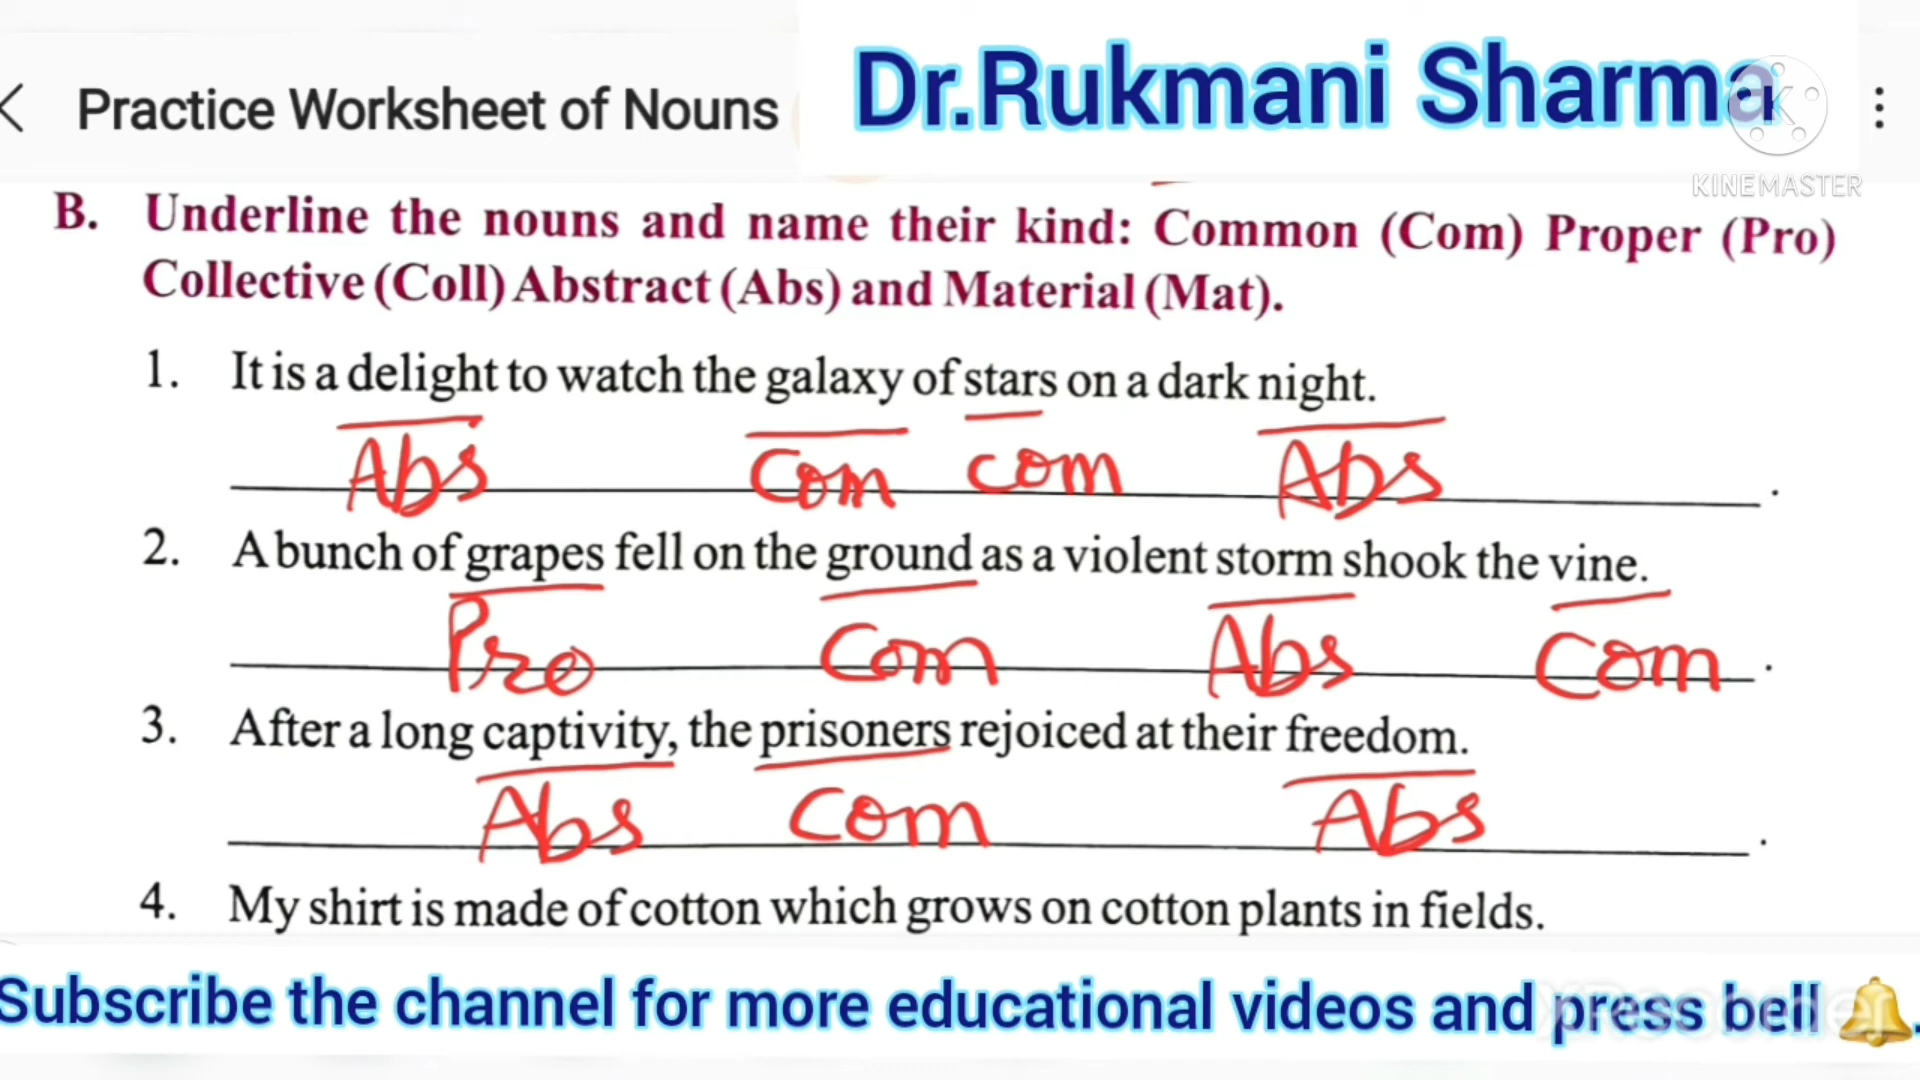 Practice Worksheet of Nouns
Dr.Rukmani Sharma
KINEMASTER
B. Underline the nouns and name their kind: Common (Com) Proper (Pro)
Collective (Coll) Abstract (Abs) and Material (Mat).
1. It is a delight to watch the galaxy of stars on a dark night.
Abs Com com Abs
2. A bunch of grapes fell on the ground as a violent storm shook the vine.
Pro Com Abs Com
3. After a long captivity, the prisoners rejoiced at their freedom.
Abs Com Abs
4. My shirt is made of cotton which grows on cotton plants in fields.
Subscribe the channel for more educational videos and press bell 🔔.